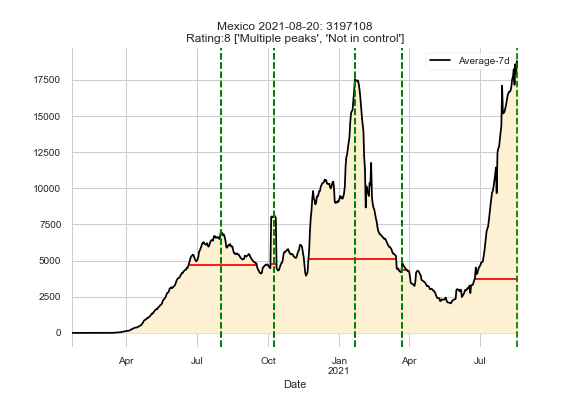 Mexico 2021-08-20: 3197108
Rating:8 ['Multiple peaks', 'Not in control']
Average-7d
17500
15000
12500
10000
7500
5000
2500
0
Apr Jul Oct Jan Apr Jul
2021
Date